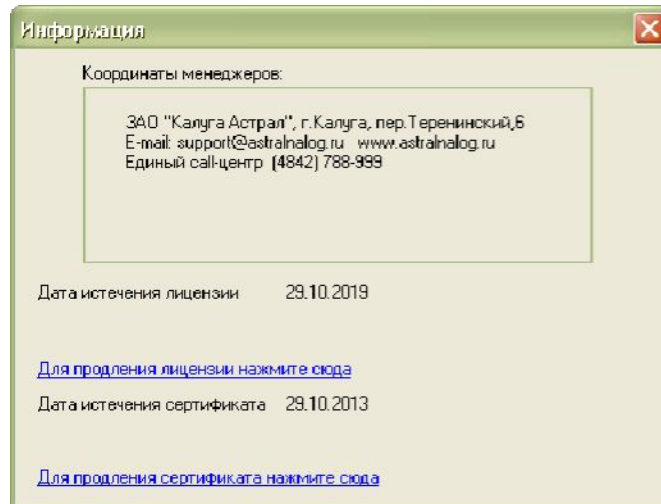 Информация
Координаты менеджеров:
ЗАО "Калуга Астрал", г.Калуга, пер.Теренинский,6
E-mail: support@astralnalog.ru www.astralnalog.ru
Единый call-центр (4842) 788-999
Дата истечения лицензии 29.10.2019
Для продления лицензии нажмите сюда
Дата истечения сертификата 29.10.2013
Для продления сертификата нажмите сюда